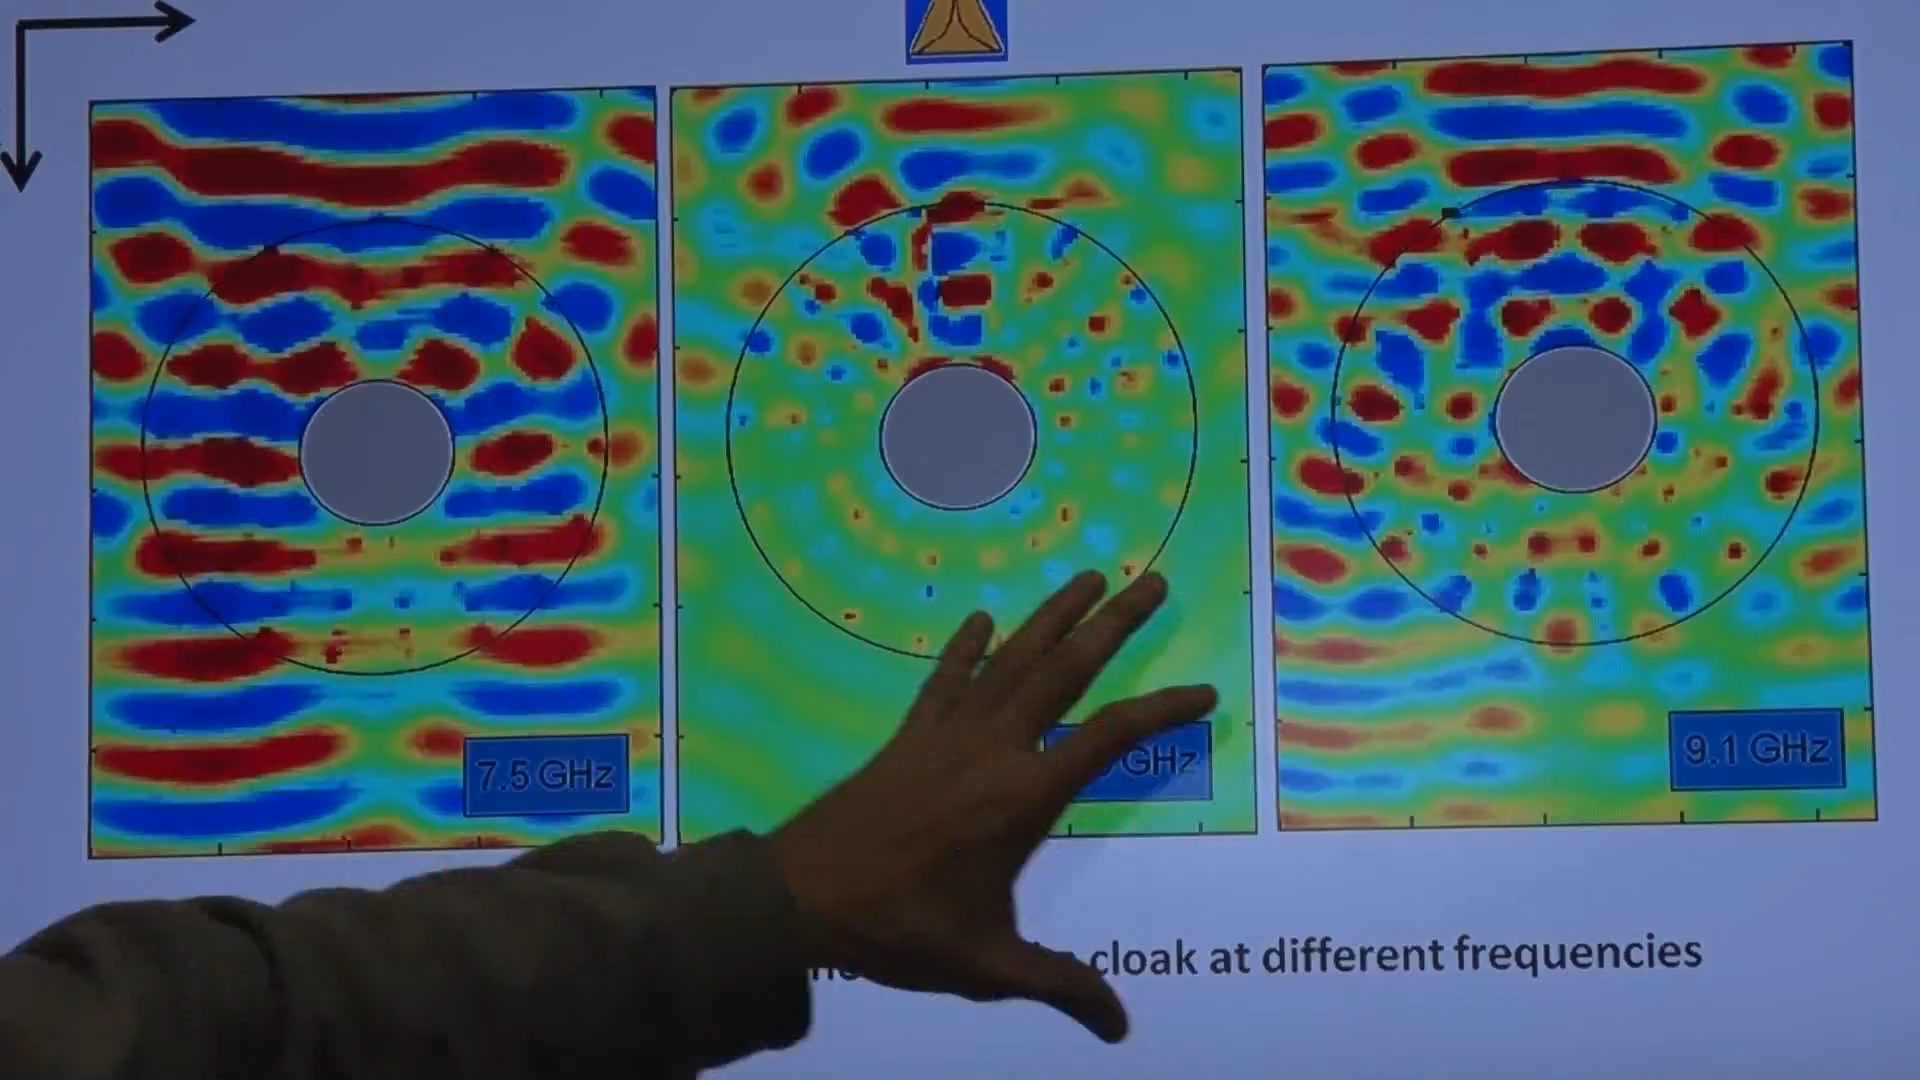 7.5 GHz
GHz
9.1 GHz
cloak at different frequencies